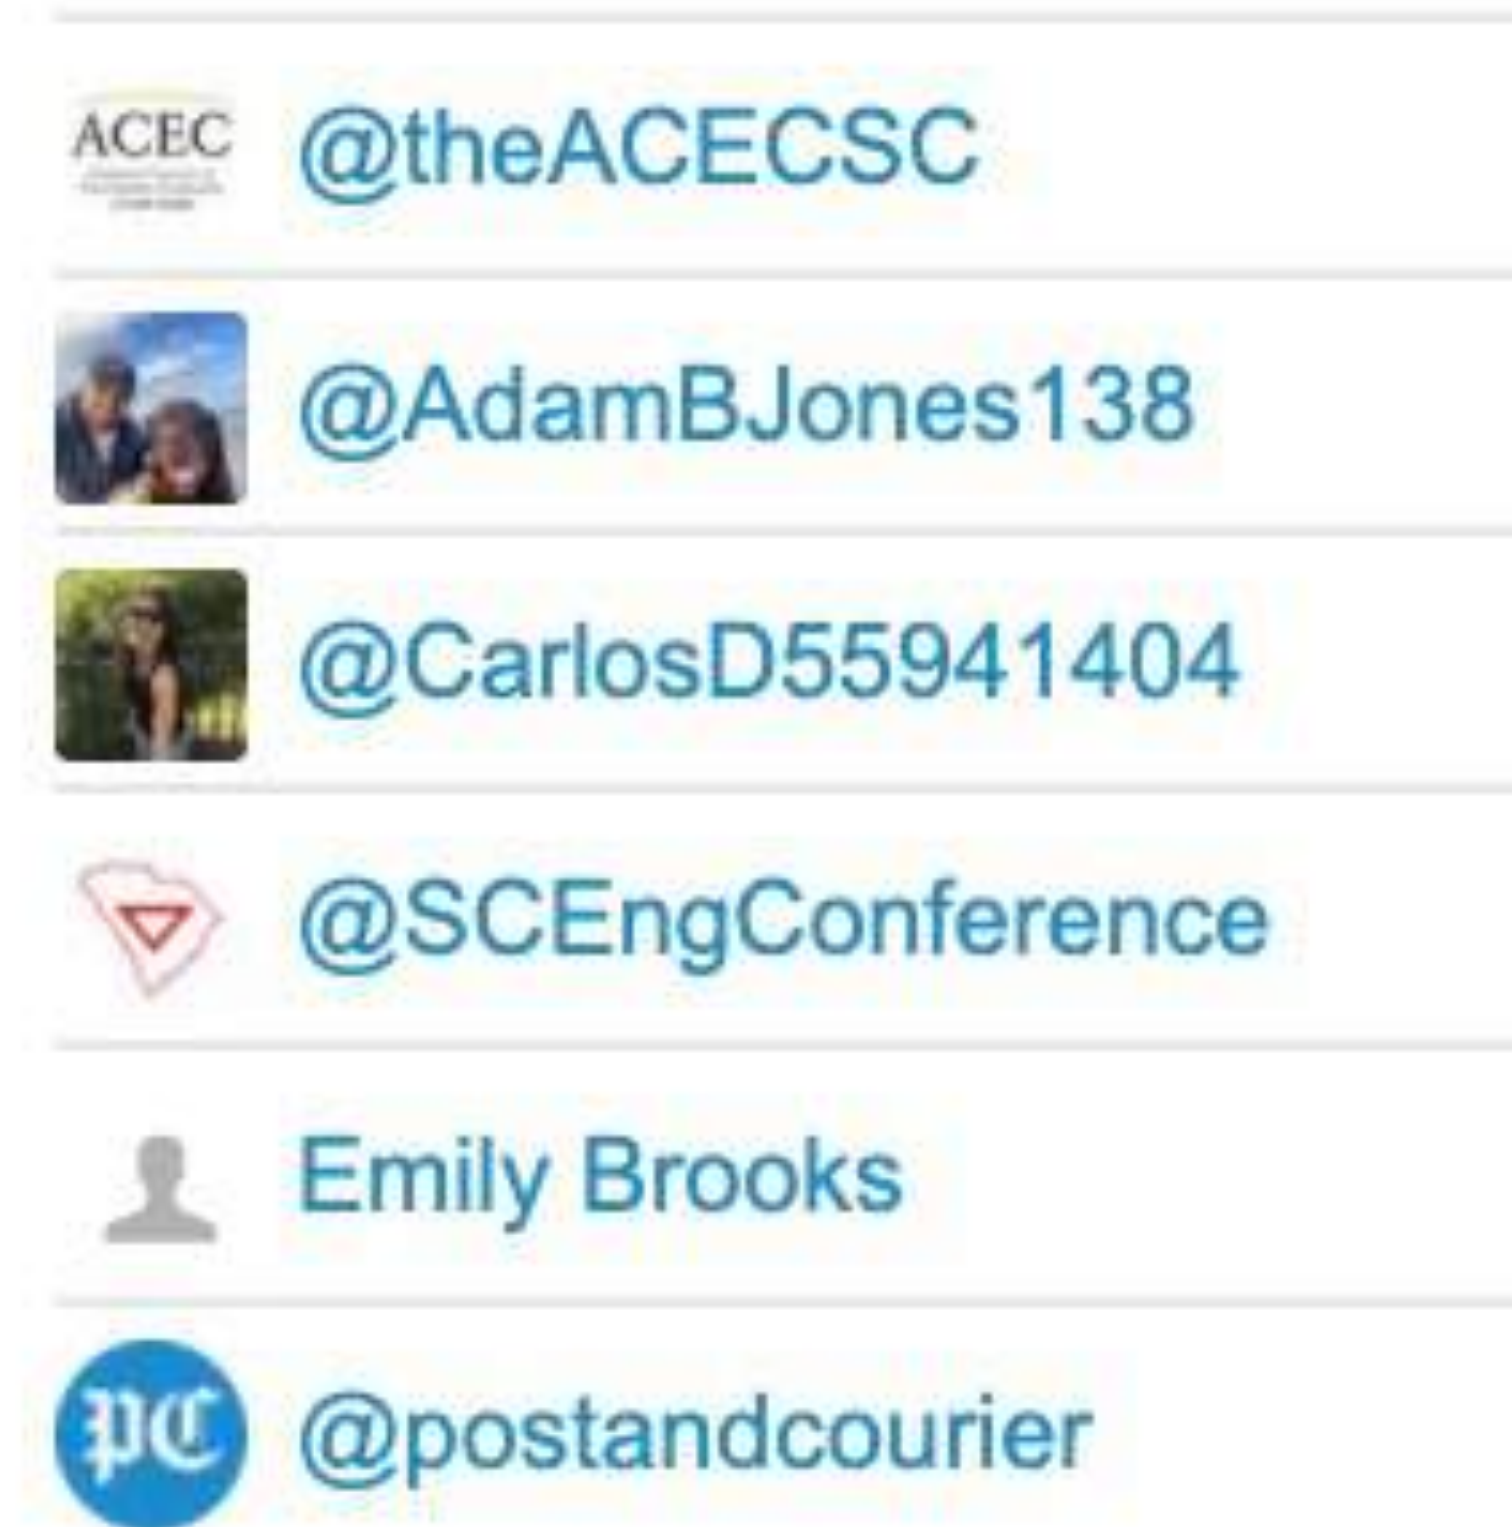 ACEC
@theACECSC
@AdamBJones138
@CarlosD55941404
@SCEngConference
Emily Brooks
PC
@postandcourier